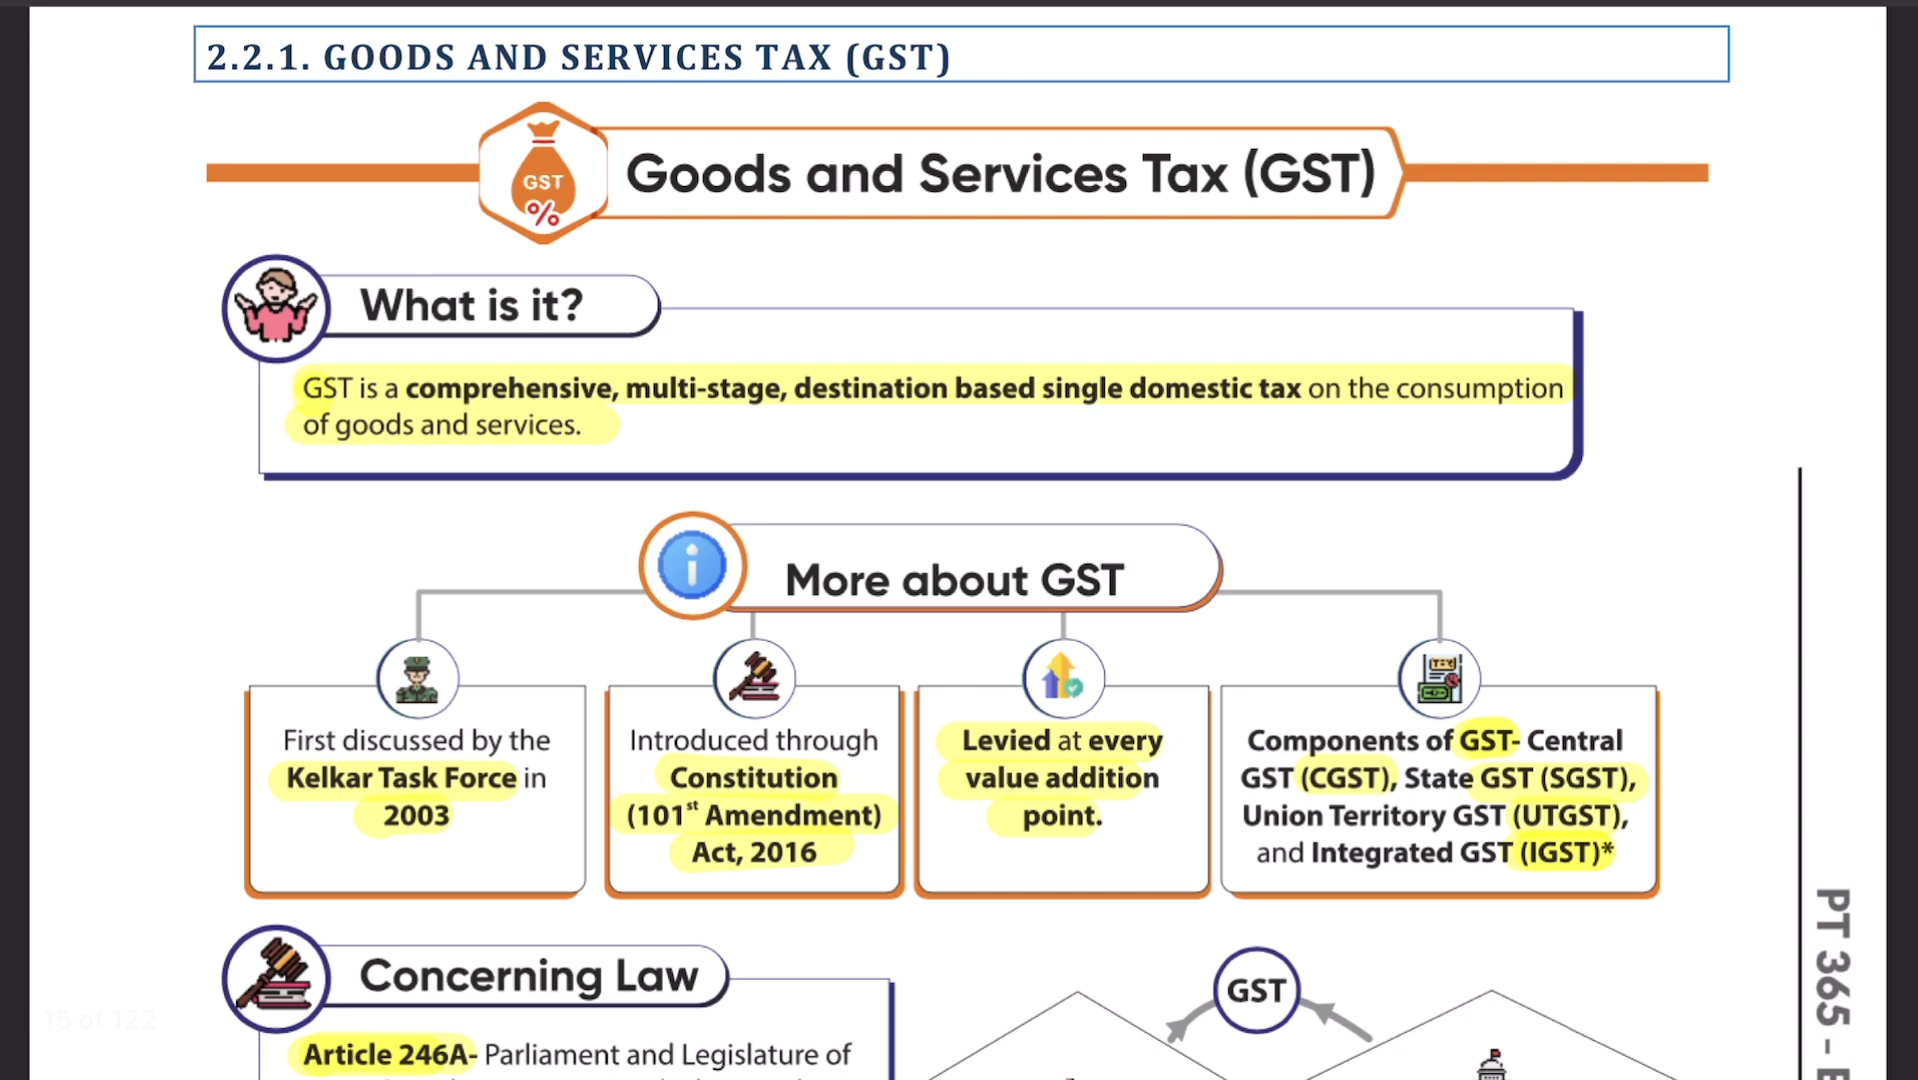 2.2.1. GOODS AND SERVICES TAX (GST)
GST
%
Goods and Services Tax (GST)
What is it?
GST is a comprehensive, multi-stage, destination based single domestic tax on the consumption
of goods and services.
i
More about GST
First discussed by the
Kelkar Task Force in
2003
Introduced through
Constitution
(101st Amendment)
Act, 2016
Levied at every
value addition
point.
Components of GST- Central
GST (CGST), State GST (SGST),
Union Territory GST (UTGST),
and Integrated GST (IGST)*
Concerning Law
Article 246A- Parliament and Legislature of
GST
15 of 122
PT 365 -